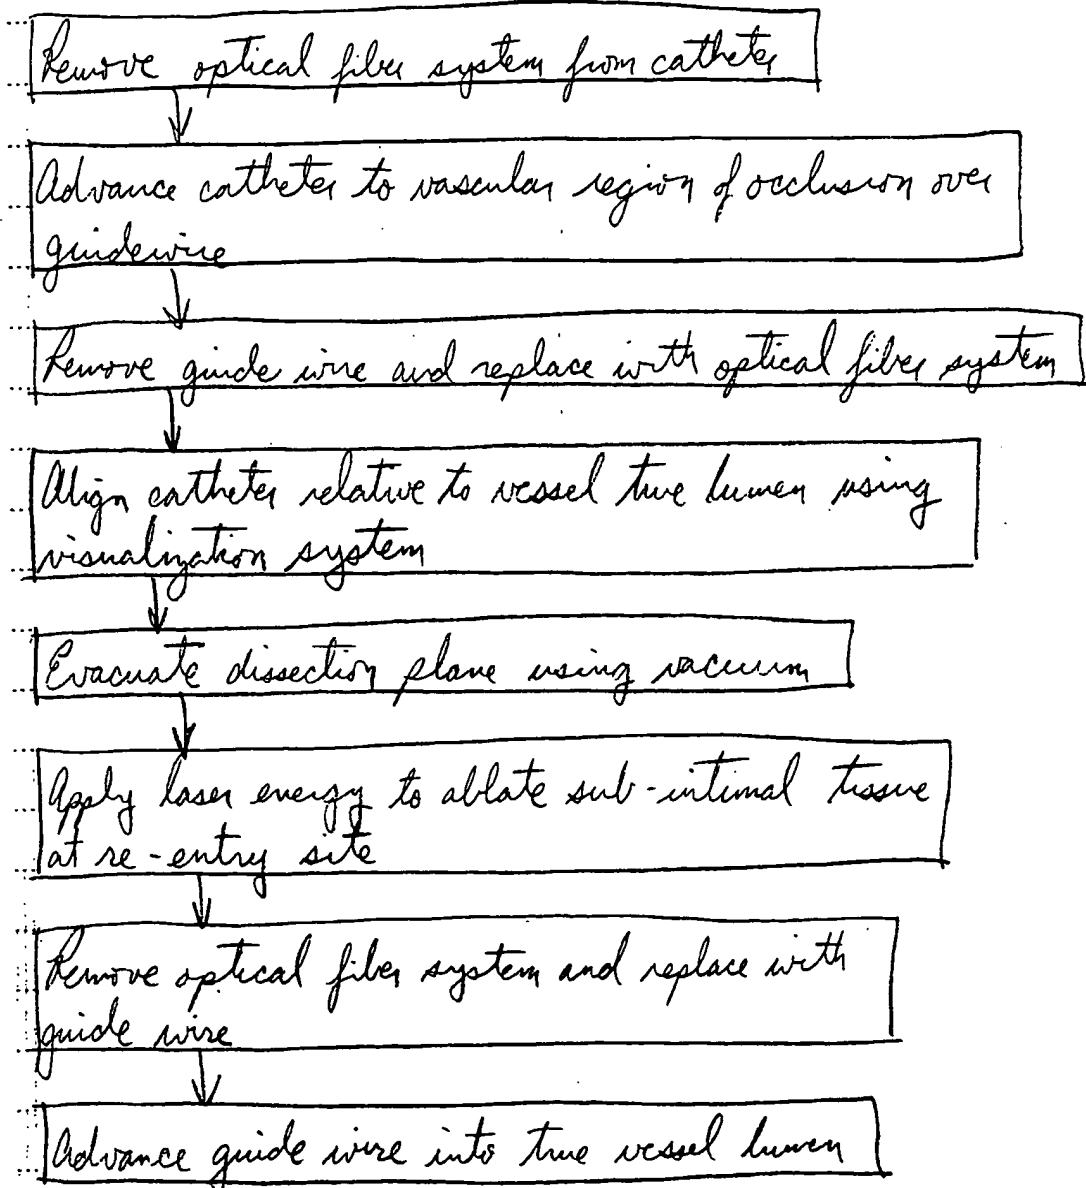 Remove optical fiber system from catheter
Advance catheter to vascular region of occlusion over
guidewire
Remove guide wire and replace with optical fiber system
Align catheter relative to vessel true lumen using
visualization system
Evacuate dissection plane using vacuum
Apply laser energy to ablate sub-intimal tissue
at re-entry site
Remove optical fiber system and replace with
guide wire
Advance guide wire into true vessel lumen